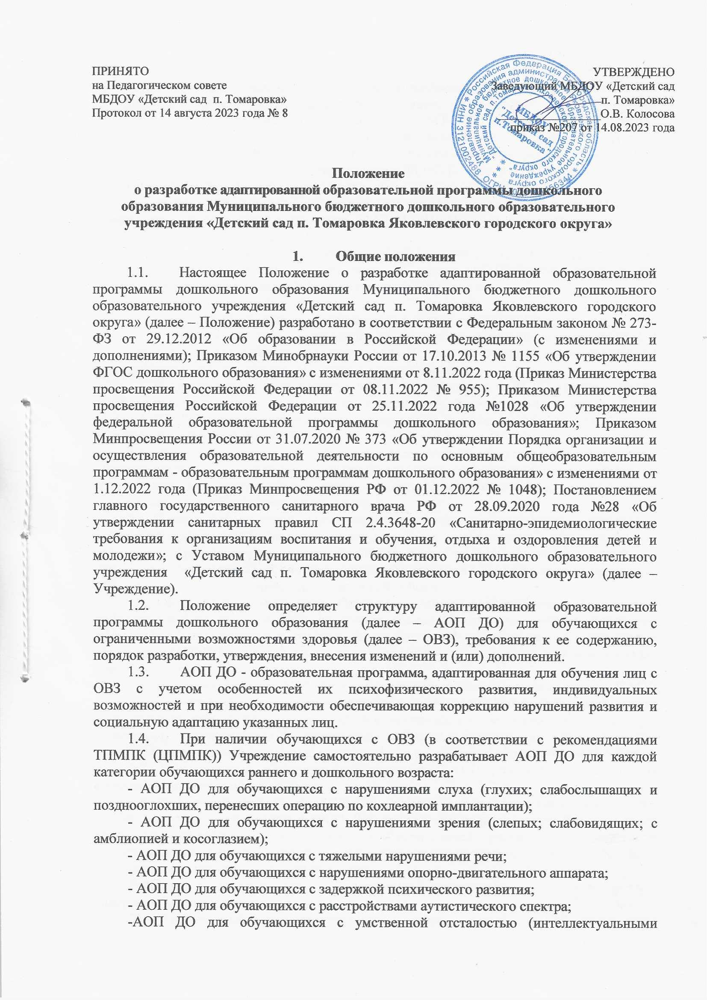 ПРИНЯТО
на Педагогическом совете
МБДОУ «Детский сад п. Томаровка»
Протокол от 14 августа 2023 года № 8
УТВЕРЖДЕНО
Заведующий МБДОУ «Детский сад
п. Томаровка»
О.В. Колосова
приказ №207 от 14.08.2023 года
МБДОУ
"Детский сад
п.Томаровка"
Положение
о разработке адаптированной образовательной программы дошкольного
образования Муниципального бюджетного дошкольного образовательного
учреждения «Детский сад п. Томаровка Яковлевского городского округа»
1. Общие положения
1.1. Настоящее Положение о разработке адаптированной образовательной
программы дошкольного образования Муниципального бюджетного дошкольного
образовательного учреждения «Детский сад п. Томаровка Яковлевского городского
округа» (далее – Положение) разработано в соответствии с Федеральным законом № 273-
ФЗ от 29.12.2012 «Об образовании в Российской Федерации» (с изменениями и
дополнениями); Приказом Минобрнауки России от 17.10.2013 № 1155 «Об утверждении
ФГОС дошкольного образования» с изменениями от 8.11.2022 года (Приказ Министерства
просвещения Российской Федерации от 08.11.2022 № 955); Приказом Министерства
просвещения Российской Федерации от 25.11.2022 года №1028 «Об утверждении
федеральной образовательной программы дошкольного образования»; Приказом
Минпросвещения России от 31.07.2020 № 373 «Об утверждении Порядка организации и
осуществления образовательной деятельности по основным общеобразовательным
программам - образовательным программам дошкольного образования» с изменениями от
1.12.2022 года (Приказ Минпросвещения РФ от 01.12.2022 № 1048); Постановлением
главного государственного санитарного врача РФ от 28.09.2020 года №28 «Об
утверждении санитарных правил СП 2.4.3648-20 «Санитарно-эпидемиологические
требования к организациям воспитания и обучения, отдыха и оздоровления детей и
молодежи»; с Уставом Муниципального бюджетного дошкольного образовательного
учреждения «Детский сад п. Томаровка Яковлевского городского округа» (далее –
Учреждение).
1.2. Положение определяет структуру адаптированной образовательной
программы дошкольного образования (далее – АОП ДО) для обучающихся с
ограниченными возможностями здоровья (далее – ОВЗ), требования к ее содержанию,
порядок разработки, утверждения, внесения изменений и (или) дополнений.
1.3. АОП ДО - образовательная программа, адаптированная для обучения лиц с
ОВЗ с учетом особенностей их психофизического развития, индивидуальных
возможностей и при необходимости обеспечивающая коррекцию нарушений развития и
социальную адаптацию указанных лиц.
1.4. При наличии обучающихся с ОВЗ (в соответствии с рекомендациями
ТПМПК (ЦПМПК)) Учреждение самостоятельно разрабатывает АОП ДО для каждой
категории обучающихся раннего и дошкольного возраста:
- АОП ДО для обучающихся с нарушениями слуха (глухих; слабослышащих и
позднооглохших, перенесших операцию по кохлеарной имплантации);
- АОП ДО для обучающихся с нарушениями зрения (слепых; слабовидящих; с
амблиопией и косоглазием);
- АОП ДО для обучающихся с тяжелыми нарушениями речи;
- АОП ДО для обучающихся с нарушениями опорно-двигательного аппарата;
- АОП ДО для обучающихся с задержкой психического развития;
- АОП ДО для обучающихся с расстройствами аутистического спектра;
-АОП ДО для обучающихся с умственной отсталостью (интеллектуальными